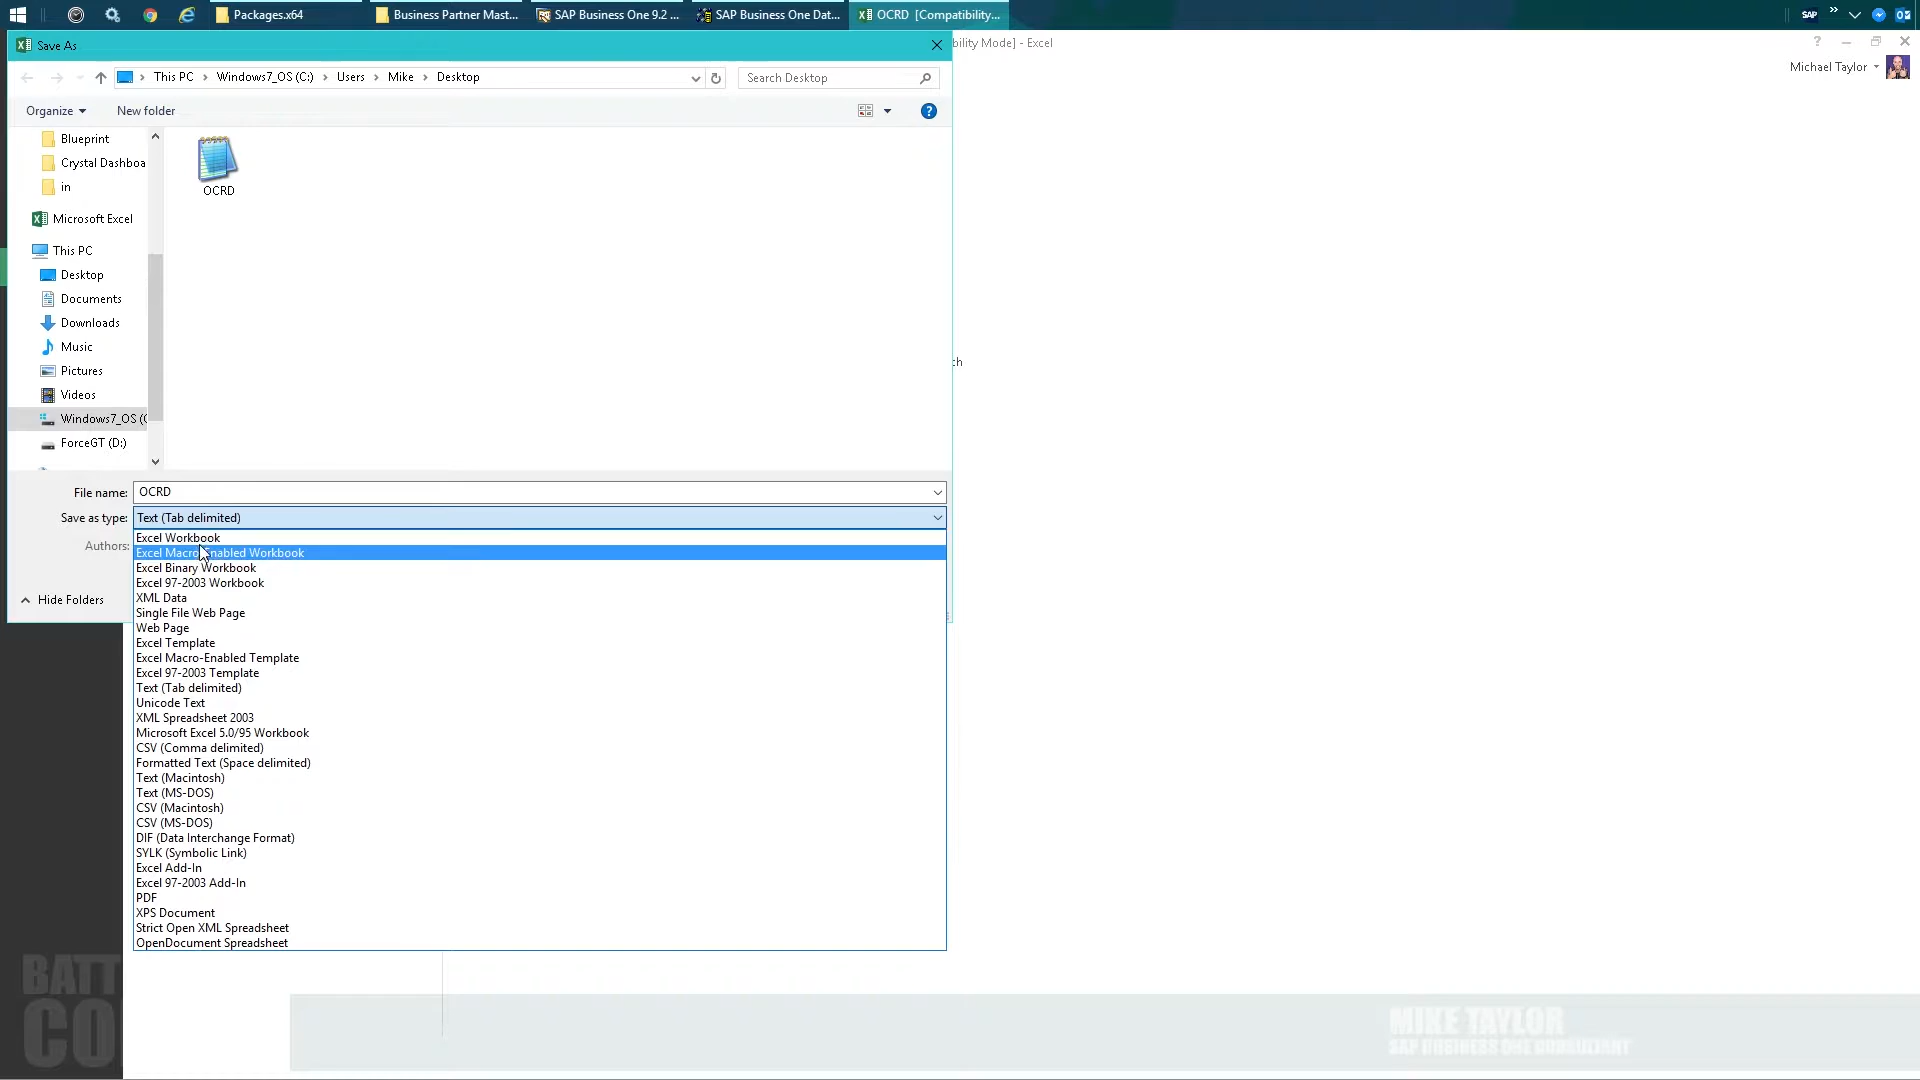 Packages.x64
Business Partner Mast...
SAP Business One 9.2 ...
SAP Business One Dat...
OCRD [Compatibility...
SAP
Save As
bility Mode] - Excel
Michael Taylor
This PC > Windows7_OS (C:) > Users > Mike > Desktop
Search Desktop
Organize
New folder
Blueprint
Crystal Dashboa
in
Microsoft Excel
This PC
Desktop
Documents
Downloads
Music
Pictures
Videos
Windows7_OS (C
ForceGT (D:)
OCRD
ch
File name: OCRD
Save as type: Text (Tab delimited)
Authors:
Hide Folders
Excel Workbook
Excel Macro-Enabled Workbook
Excel Binary Workbook
Excel 97-2003 Workbook
XML Data
Single File Web Page
Web Page
Excel Template
Excel Macro-Enabled Template
Excel 97-2003 Template
Text (Tab delimited)
Unicode Text
XML Spreadsheet 2003
Microsoft Excel 5.0/95 Workbook
CSV (Comma delimited)
Formatted Text (Space delimited)
Text (Macintosh)
Text (MS-DOS)
CSV (Macintosh)
CSV (MS-DOS)
DIF (Data Interchange Format)
SYLK (Symbolic Link)
Excel Add-In
Excel 97-2003 Add-In
PDF
XPS Document
Strict Open XML Spreadsheet
OpenDocument Spreadsheet
BATT
CO
MIKE TAYLOR
SAP BUSINESS ONE CONSULTANT